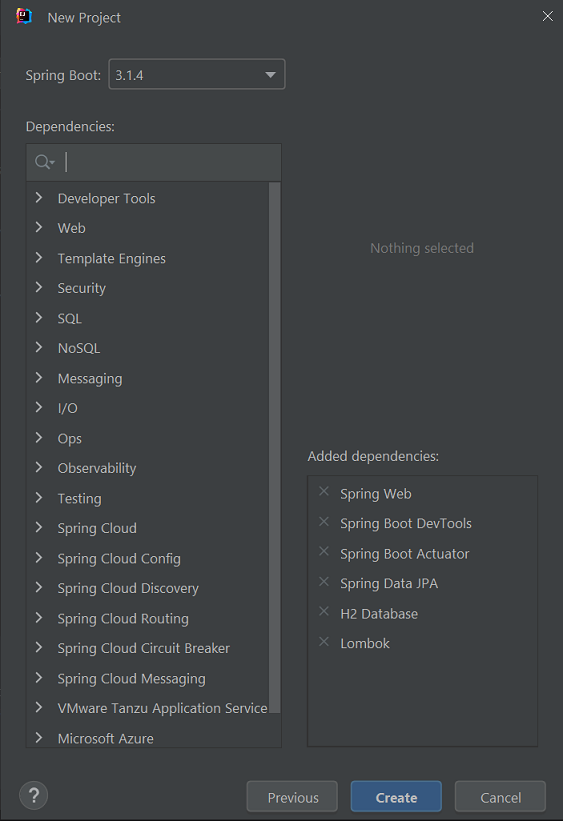 New Project
Spring Boot: 3.1.4
Dependencies:
Developer Tools
Web
Template Engines
Security
SQL
NoSQL
Messaging
I/O
Ops
Observability
Testing
Spring Cloud
Spring Cloud Config
Spring Cloud Discovery
Spring Cloud Routing
Spring Cloud Circuit Breaker
Spring Cloud Messaging
VMware Tanzu Application Service
Microsoft Azure
Nothing selected
Added dependencies:
Spring Web
Spring Boot DevTools
Spring Boot Actuator
Spring Data JPA
H2 Database
Lombok
?
Previous
Create
Cancel